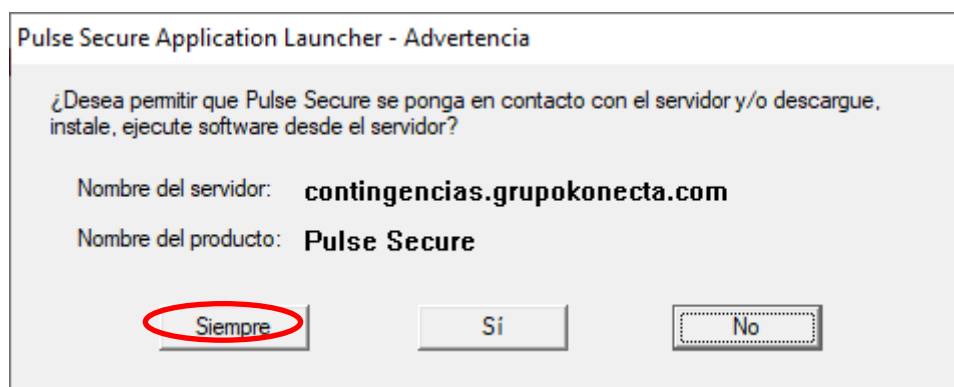 Pulse Secure Application Launcher - Advertencia
¿Desea permitir que Pulse Secure se ponga en contacto con el servidor y/o descargue,
instale, ejecute software desde el servidor?
Nombre del servidor: contingencias.grupokonecta.com
Nombre del producto: Pulse Secure
Siempre Sí No